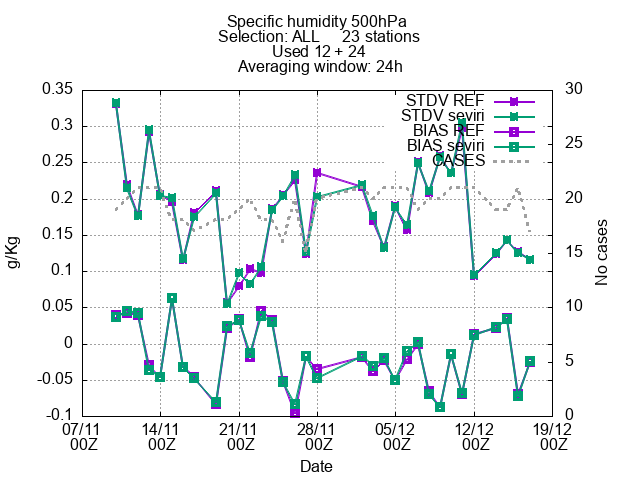 Specific humidity 500hPa
Selection: ALL 23 stations
Used 12 + 24
Averaging window: 24h
STDV REF
STDV seviri
BIAS REF
BIAS seviri
CASES
0.35
0.3
0.25
0.2
0.15
0.1
0.05
0
-0.05
-0.1
g/Kg
30
25
20
15
10
5
0
No cases
07/11 14/11 21/11 28/11 05/12 12/12 19/12
00Z 00Z 00Z 00Z 00Z 00Z 00Z
Date